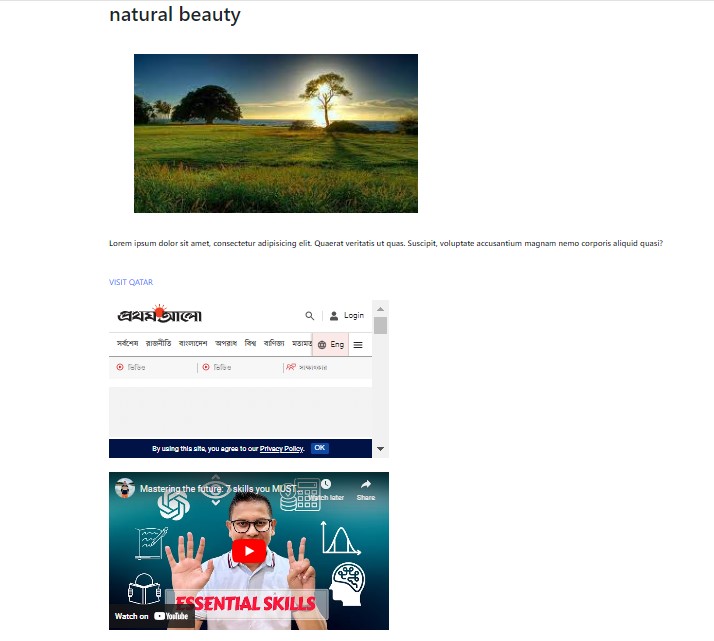 natural beauty
Lorem ipsum dolor sit amet, consectetur adipisicing elit. Quaerat veritatis ut quas. Suscipit, voluptate accusantium magnam nemo corporis aliquid quasi?
VISIT QATAR
প্রথম আলো
Login
সর্বশেষ রাজনীতি বাংলাদেশ অপরাধ বিশ্ব বাণিজ্য মতামত Eng
ভিডিও ভিডিও সাক্ষাৎকার
By using this site, you agree to our Privacy Policy. OK
Mastering the future: 7 skills you MUST
Watch later Share
ESSENTIAL SKILLS
Watch on YouTube